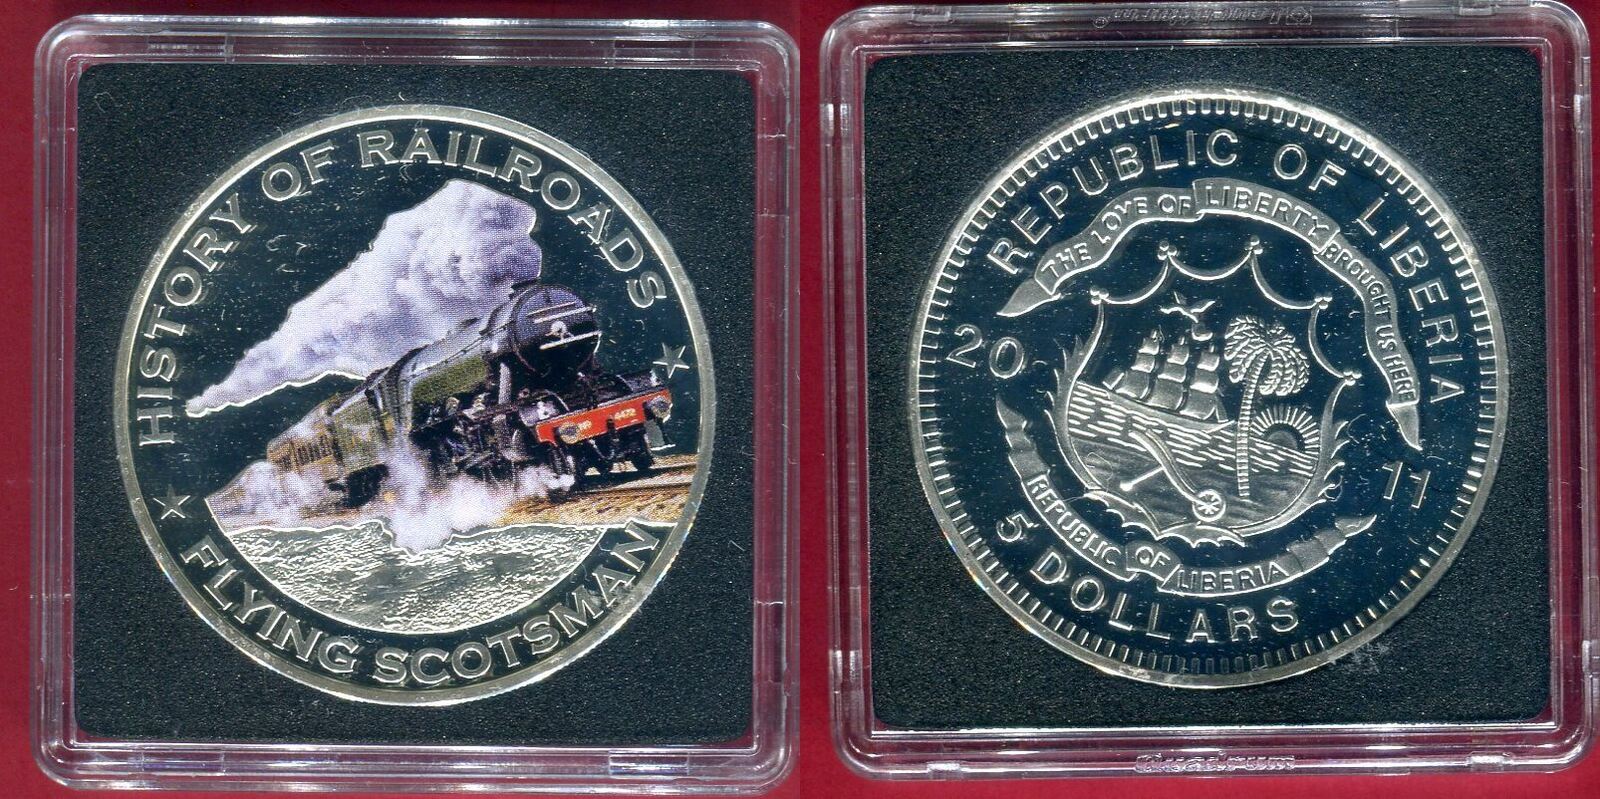 HISTORY OF RAILROADS
4472
FLYING SCOTSMAN
REPUBLIC OF LIBERIA
THE LOVE OF LIBERTY BROUGHT US HERE
20 11
REPUBLIC OF LIBERIA
5 DOLLARS